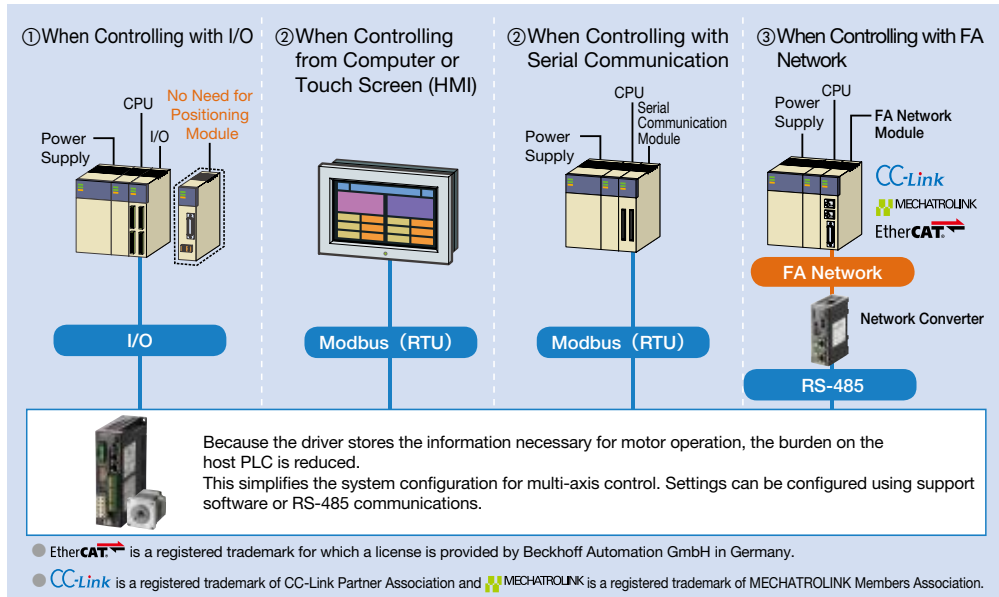 ①When Controlling with I/O
CPU
I/O
Power
Supply
No Need for
Positioning
Module
I/O
②When Controlling
from Computer or
Touch Screen (HMI)
Modbus（RTU）
②When Controlling with
Serial Communication
CPU
Serial
Communication
Module
Power
Supply
Modbus（RTU）
③When Controlling with FA
Network
CPU
Power
Supply
FA Network
Module
CC-Link
MECHATROLINK
EtherCAT®
FA Network
Network Converter
RS-485
Because the driver stores the information necessary for motor operation, the burden on the
host PLC is reduced.
This simplifies the system configuration for multi-axis control. Settings can be configured using support
software or RS-485 communications.
● EtherCAT® is a registered trademark for which a license is provided by Beckhoff Automation GmbH in Germany.
● CC-Link is a registered trademark of CC-Link Partner Association and MECHATROLINK is a registered trademark of MECHATROLINK Members Association.